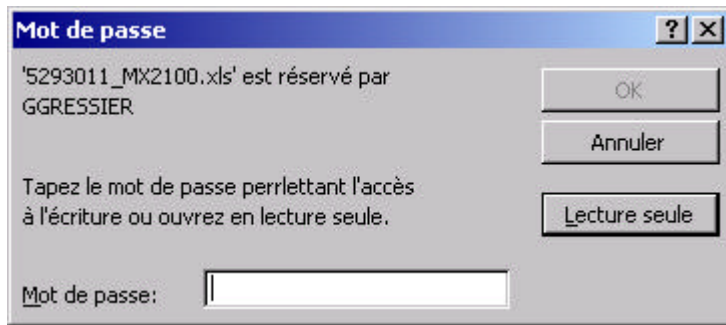 Mot de passe
'5293011_MX2100.xls' est réservé par
GGRESSIER
OK
Annuler
Tapez le mot de passe perrlettant l'accès
à l'écriture ou ouvrez en lecture seule.
Lecture seule
Mot de passe: